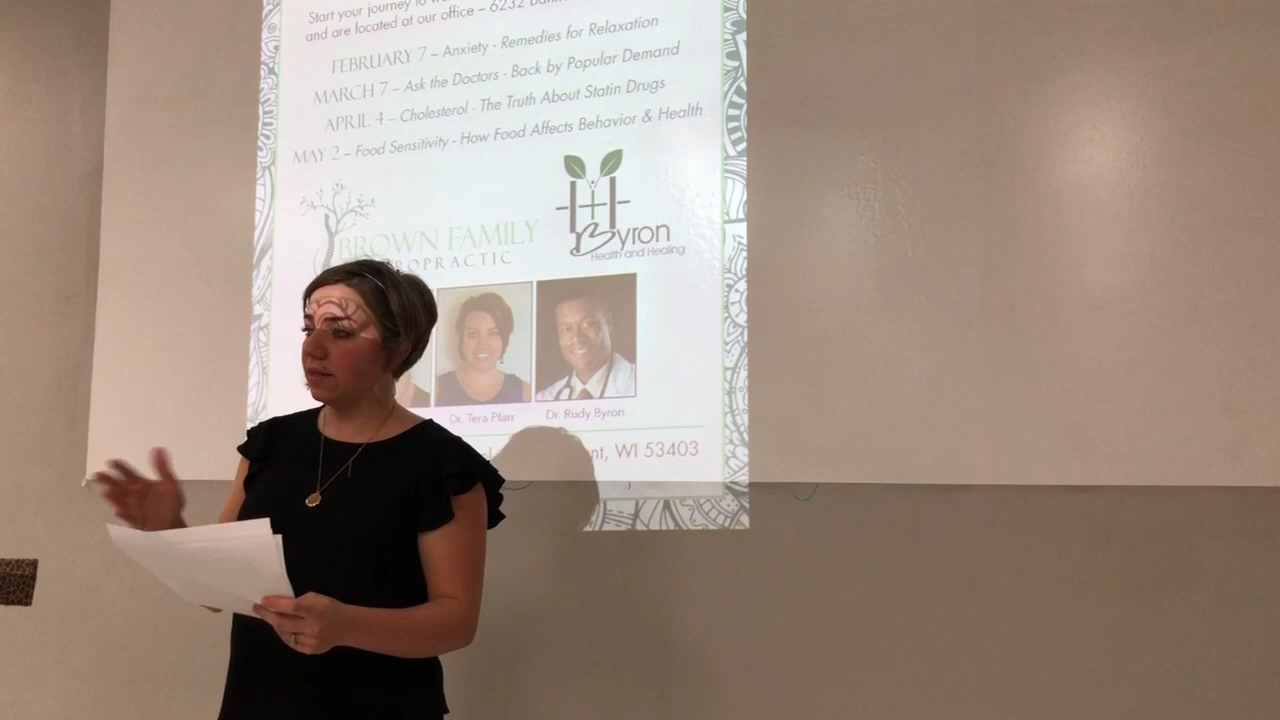 Start your journey to
and are located at our office – 6232
FEBRUARY 7 – Anxiety - Remedies for Relaxation
MARCH 7 – Ask the Doctors - Back by Popular Demand
APRIL 4 – Cholesterol - The Truth About Statin Drugs
MAY 2 – Food Sensitivity - How Food Affects Behavior & Health
BROWN FAMILY
ROPRACTIC
Byron
Health and Healing
Dr. Tera Pfarr
Dr. Rudy Byron
nt, WI 53403